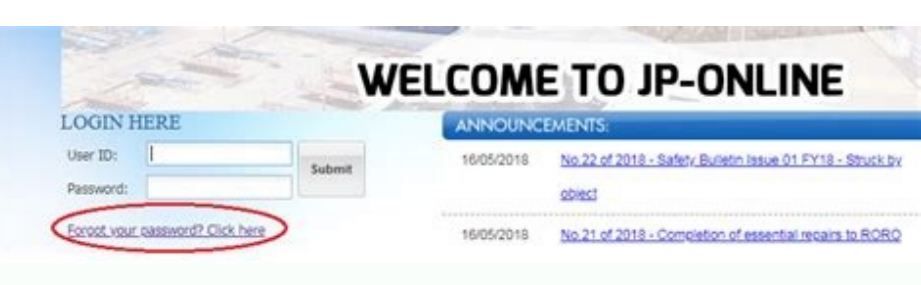 WELCOME TO JP-ONLINE
LOGIN HERE
User ID:
Submit
Password:
Forgot your password? Click here
ANNOUNCEMENTS:
16/05/2018 No.22 of 2018 - Safety Bulletin Issue 01 FY18 - Struck by
object
16/05/2018 No.21 of 2018 - Completion of essential repairs to RORO